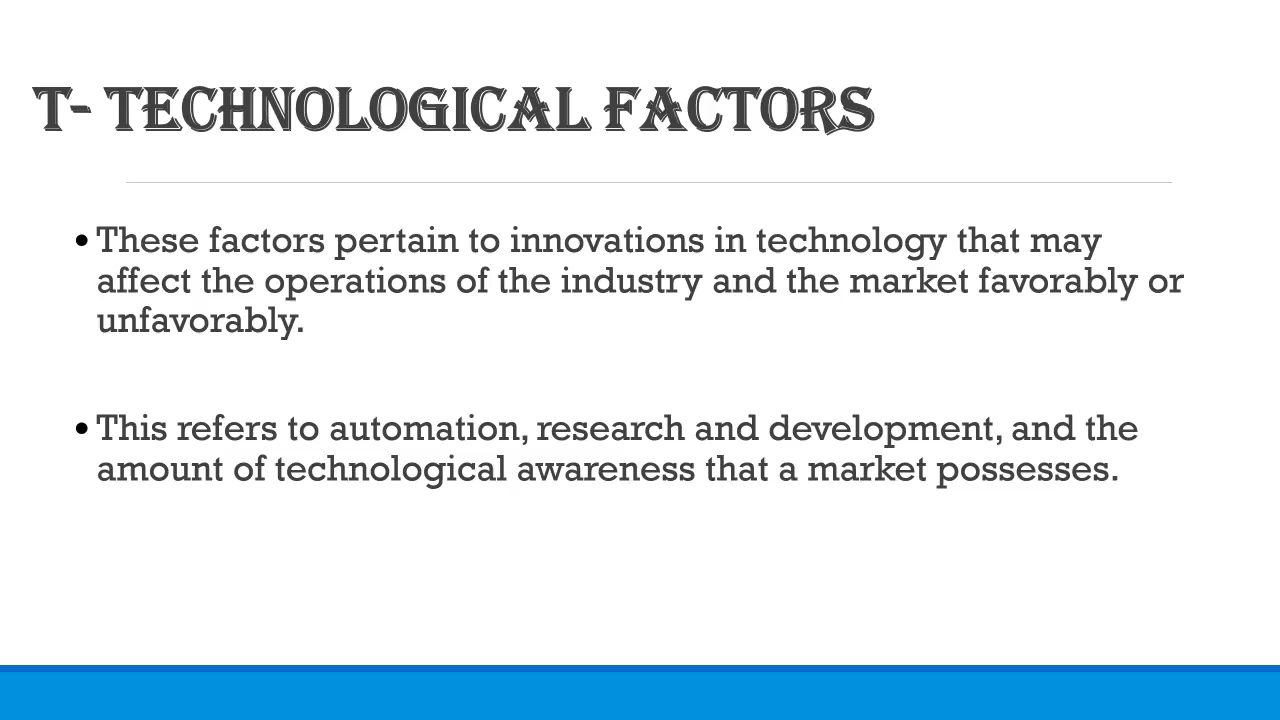 T- TECHNOLOGICAL FACTORS
• These factors pertain to innovations in technology that may
affect the operations of the industry and the market favorably or
unfavorably.
• This refers to automation, research and development, and the
amount of technological awareness that a market possesses.